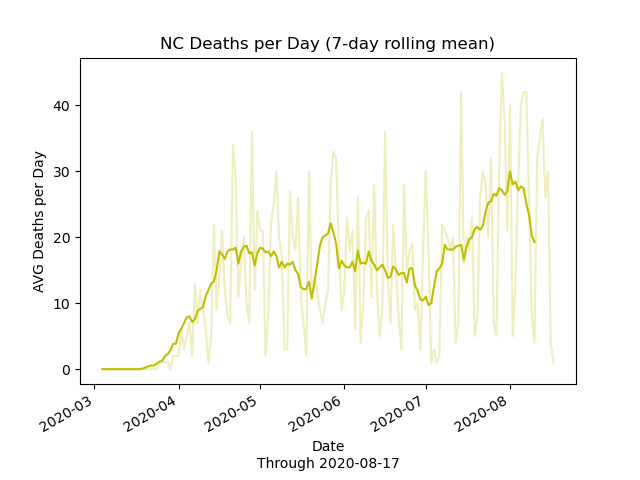 NC Deaths per Day (7-day rolling mean)
40
30
20
10
0
AVG Deaths per Day
2020-03
2020-04
2020-05
2020-06
2020-07
2020-08
Date
Through 2020-08-17